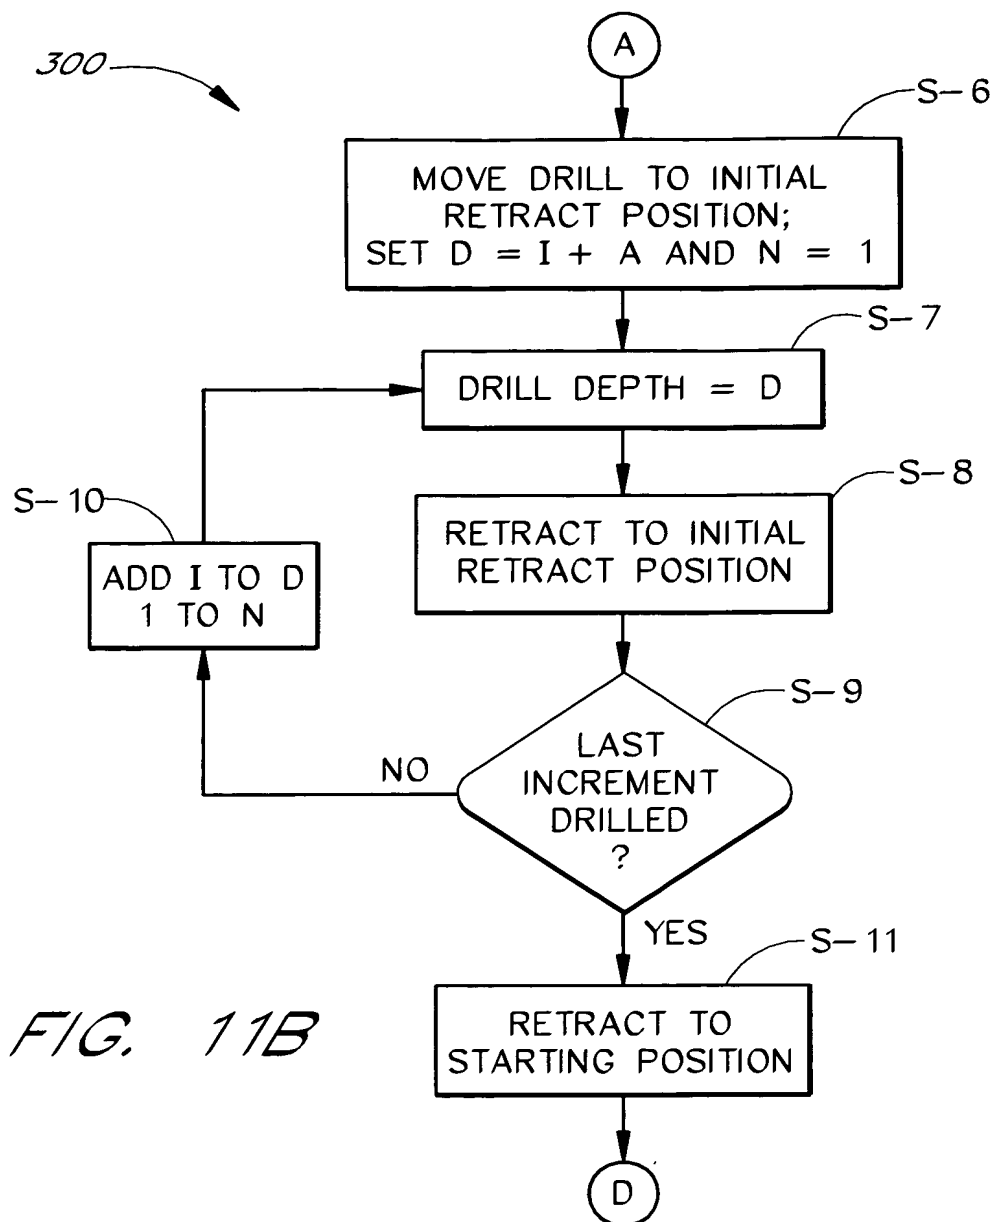 A
300
S-6
MOVE DRILL TO INITIAL
RETRACT POSITION;
SET D = I + A AND N = 1
S-7
DRILL DEPTH = D
S-8
RETRACT TO INITIAL
RETRACT POSITION
S-10
ADD I TO D
1 TO N
S-9
LAST
INCREMENT
DRILLED
?
NO
YES
S-11
RETRACT TO
STARTING POSITION
FIG. 11B
D